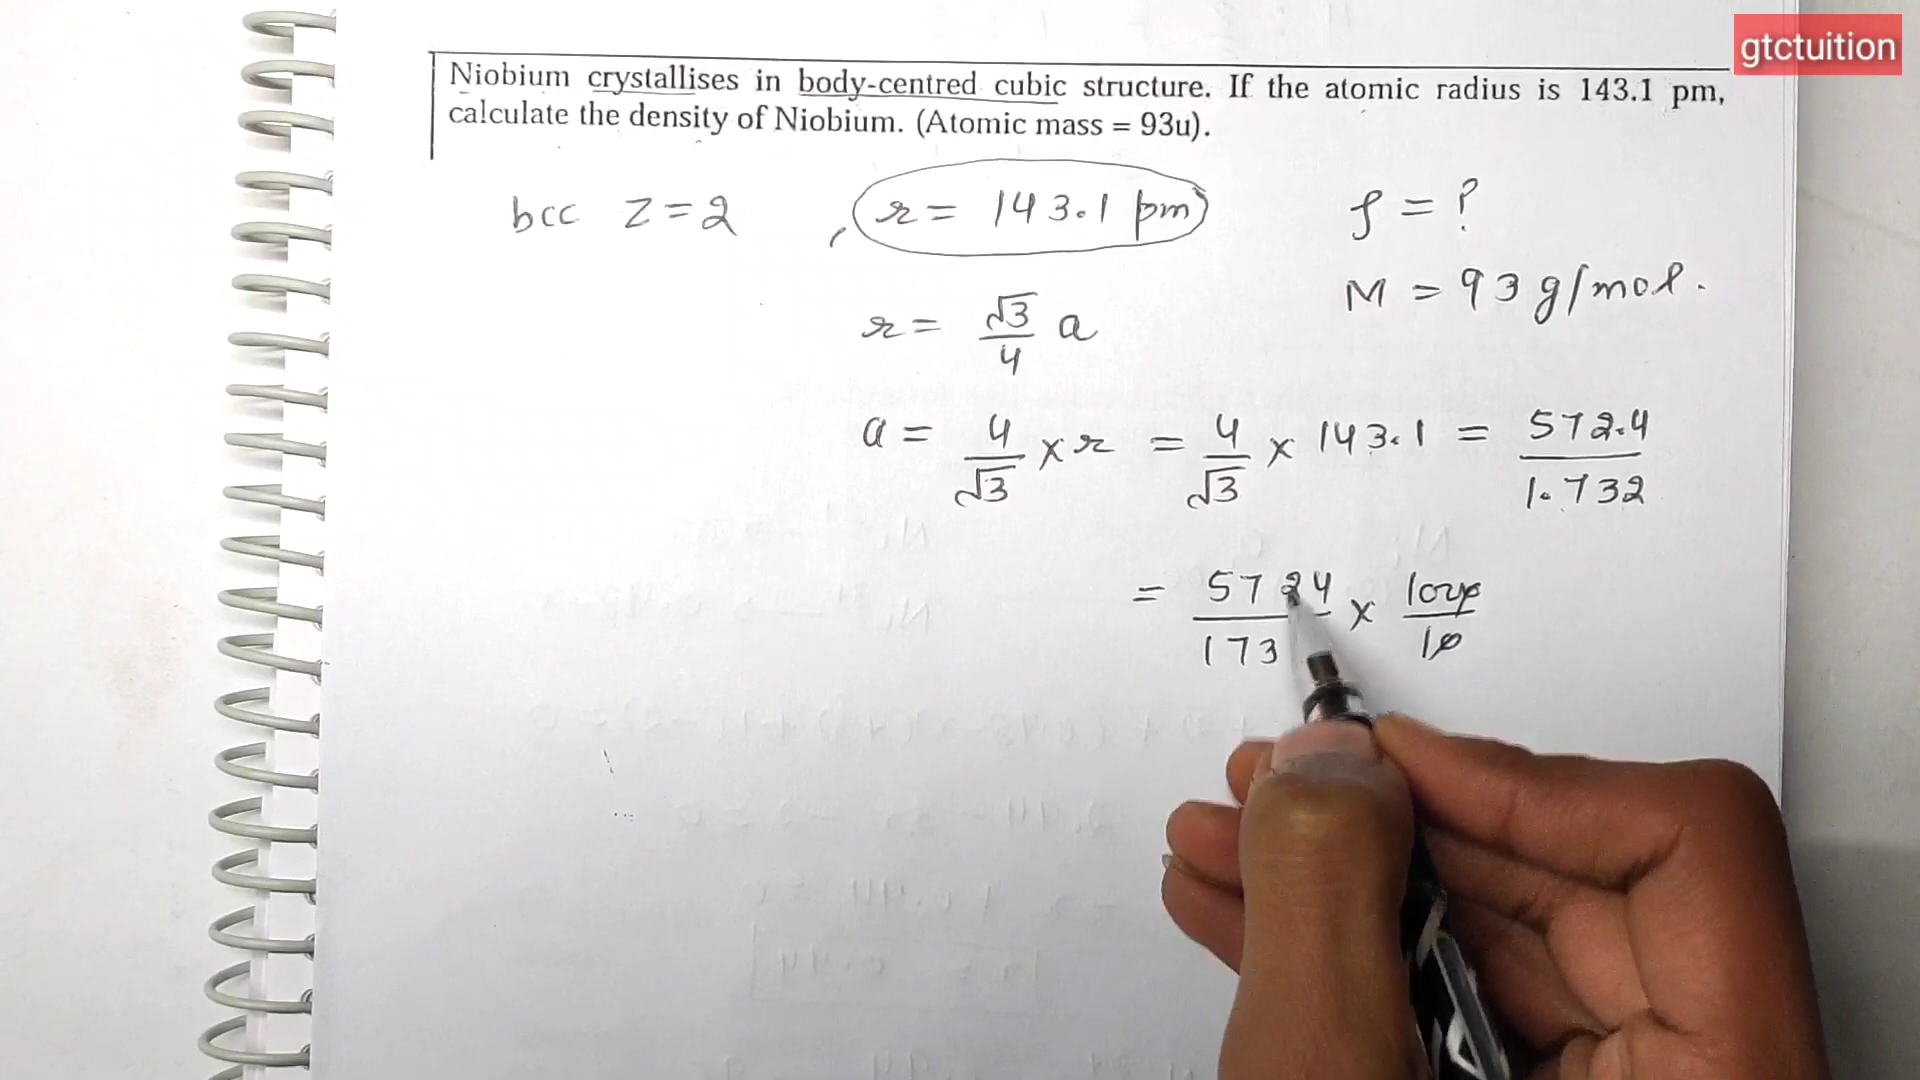 gtctuition
Niobium crystallises in body-centred cubic structure. If the atomic radius is 143.1 pm,
calculate the density of Niobium. (Atomic mass = 93u).
bcc Z = 2 , r = 143.1 pm ρ = ?
M = 93 g/mol.
r = √3/4 a
a = 4/√3 × r = 4/√3 × 143.1 = 572.4/1.732
= 5724/173 ×